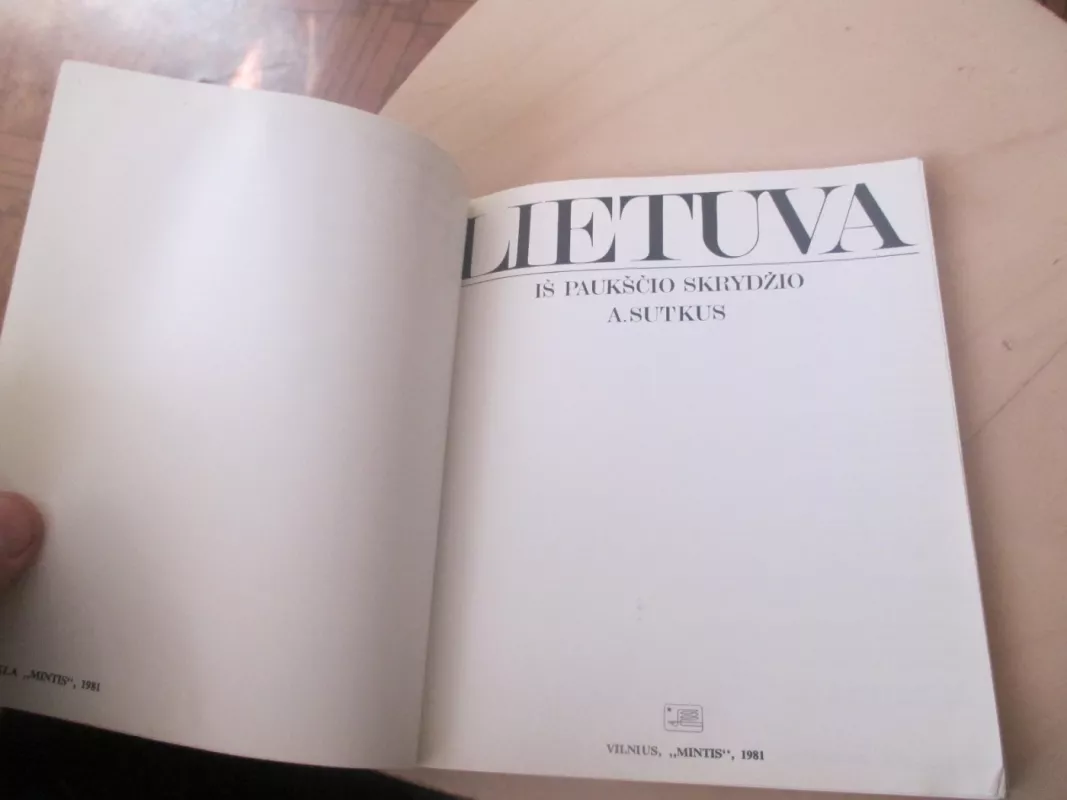 „MINTIS“, 1981
LIETUVA
IŠ PAUKŠČIO SKRYDŽIO
A. SUTKUS
VILNIUS, „MINTIS“, 1981